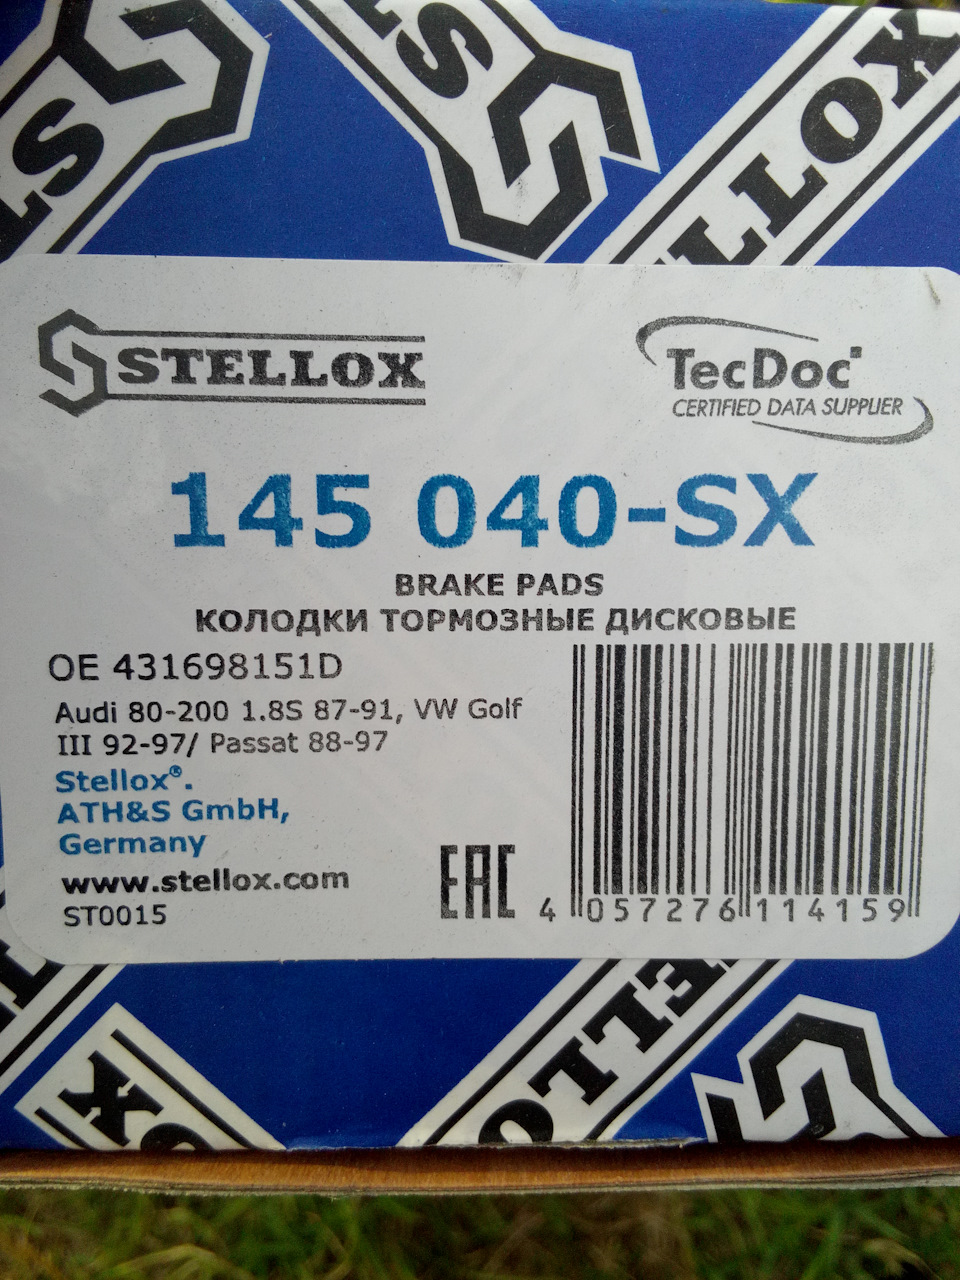 STELLOX
TecDoc
CERTIFIED DATA SUPPLIER
145 040-SX
BRAKE PADS
КОЛОДКИ ТОРМОЗНЫЕ ДИСКОВЫЕ
OE 431698151D
Audi 80-200 1.8S 87-91, VW Golf
III 92-97/ Passat 88-97
Stellox®.
ATH&S GmbH,
Germany
www.stellox.com
ST0015
EAC
4 057276 114159